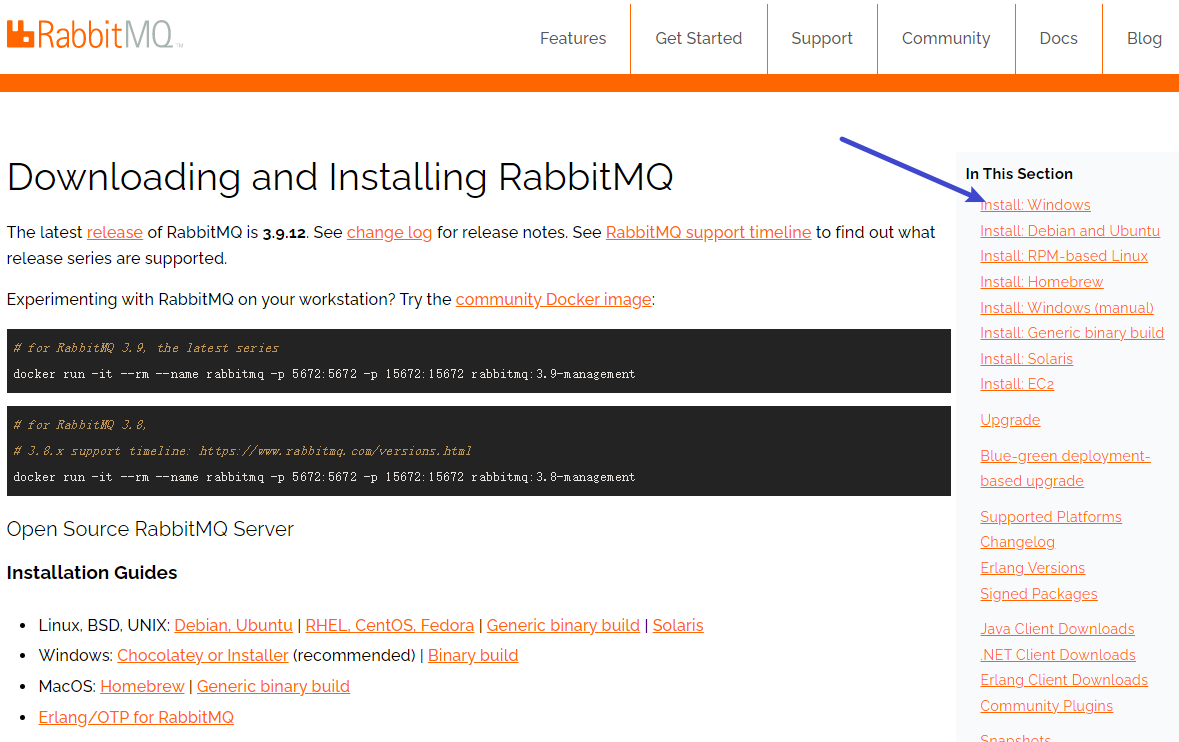 RabbitMQ™
Features
Get Started
Support
Community
Docs
Blog
Downloading and Installing RabbitMQ
The latest release of RabbitMQ is 3.9.12. See change log for release notes. See RabbitMQ support timeline to find out what
release series are supported.
Experimenting with RabbitMQ on your workstation? Try the community Docker image:
# for RabbitMQ 3.9, the latest series
docker run -it --rm --name rabbitmq -p 5672:5672 -p 15672:15672 rabbitmq:3.9-management
# for RabbitMQ 3.8,
# 3.8.x support timeline: https://www.rabbitmq.com/versions.html
docker run -it --rm --name rabbitmq -p 5672:5672 -p 15672:15672 rabbitmq:3.8-management
Open Source RabbitMQ Server
Installation Guides
• Linux, BSD, UNIX: Debian, Ubuntu | RHEL, CentOS, Fedora | Generic binary build | Solaris
• Windows: Chocolatey or Installer (recommended) | Binary build
• MacOS: Homebrew | Generic binary build
• Erlang/OTP for RabbitMQ
In This Section
Install: Windows
Install: Debian and Ubuntu
Install: RPM-based Linux
Install: Homebrew
Install: Windows (manual)
Install: Generic binary build
Install: Solaris
Install: EC2
Upgrade
Blue-green deployment-
based upgrade
Supported Platforms
Changelog
Erlang Versions
Signed Packages
Java Client Downloads
.NET Client Downloads
Erlang Client Downloads
Community Plugins
Snapshots